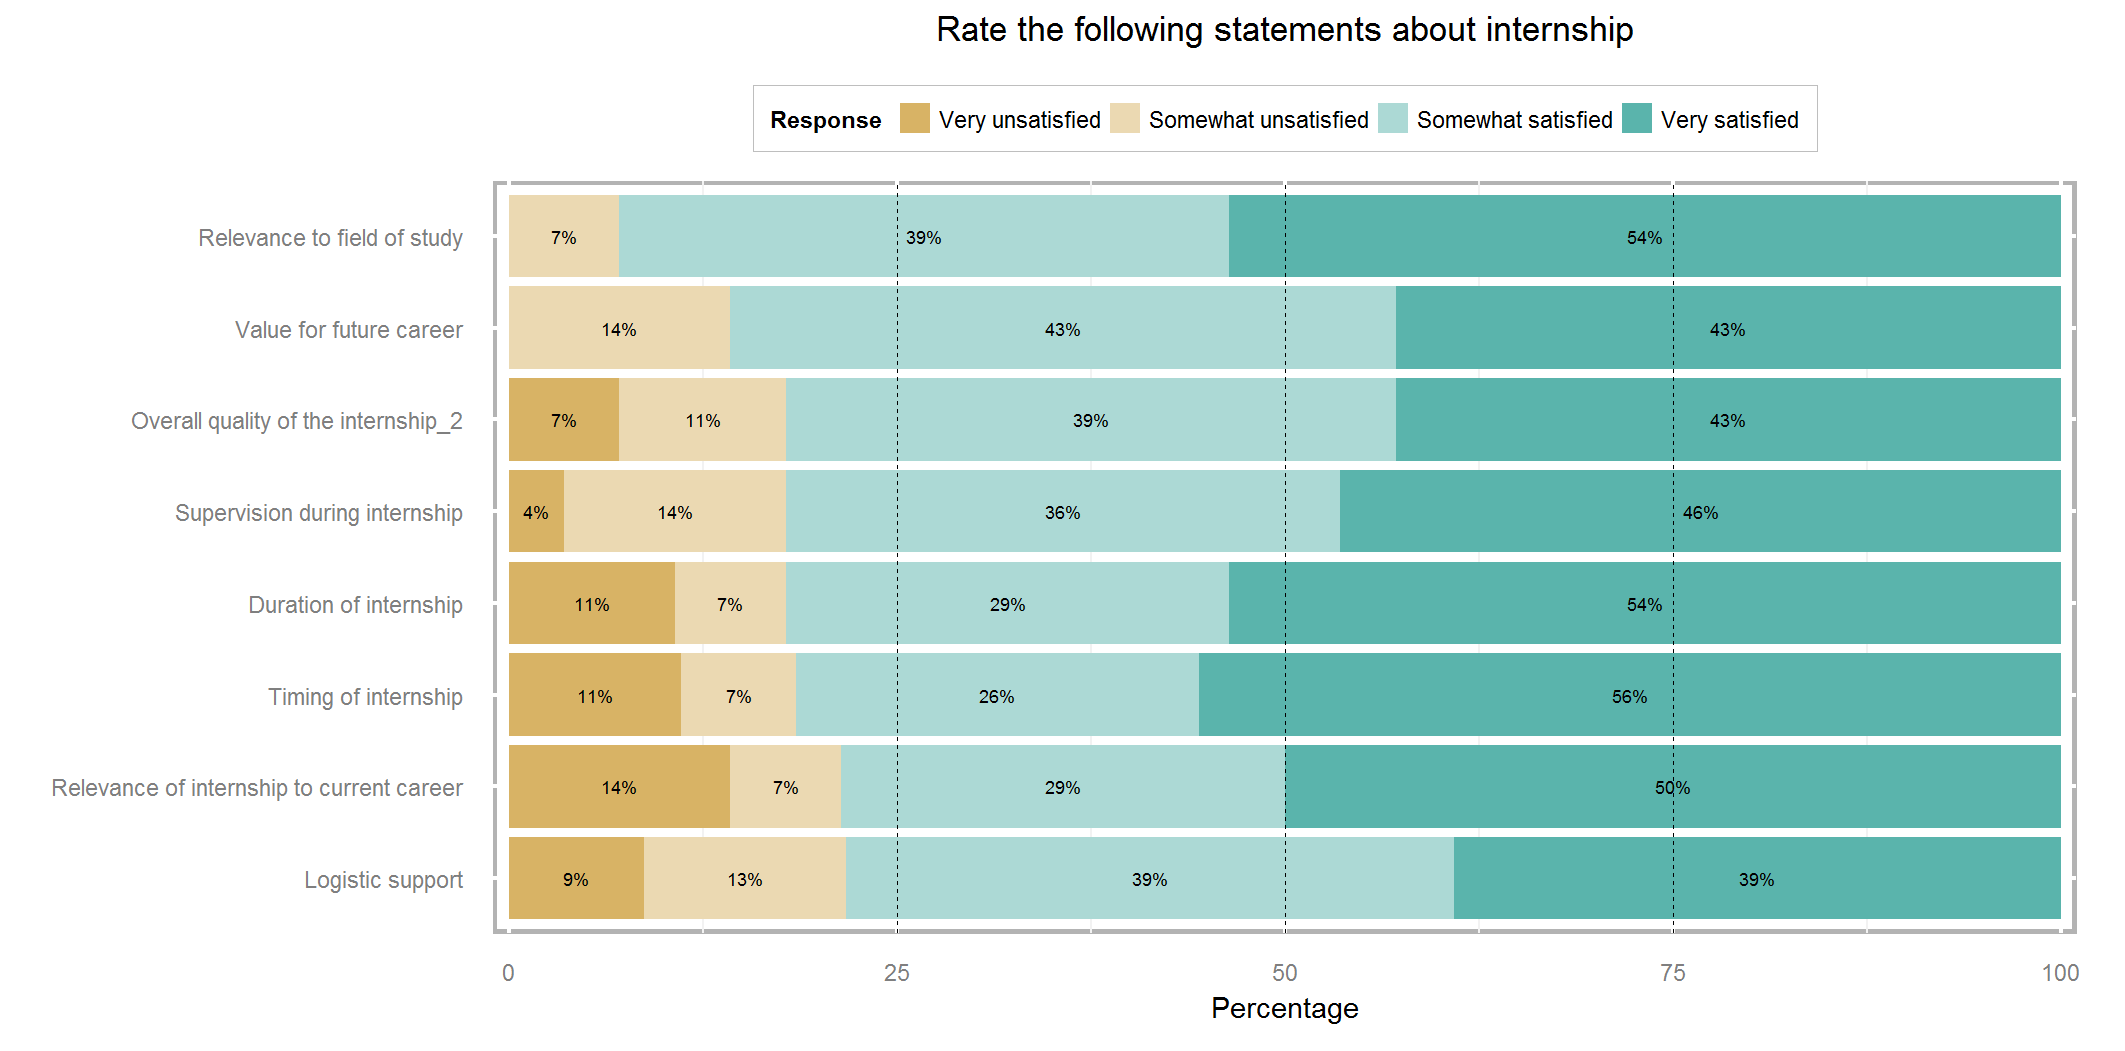 Rate the following statements about internship
Response Very unsatisfied Somewhat unsatisfied Somewhat satisfied Very satisfied
Relevance to field of study 7% 39% 54%
Value for future career 14% 43% 43%
Overall quality of the internship_2 7% 11% 39% 43%
Supervision during internship 4% 14% 36% 46%
Duration of internship 11% 7% 29% 54%
Timing of internship 11% 7% 26% 56%
Relevance of internship to current career 14% 7% 29% 50%
Logistic support 9% 13% 39% 39%
0 25 50 75 100
Percentage